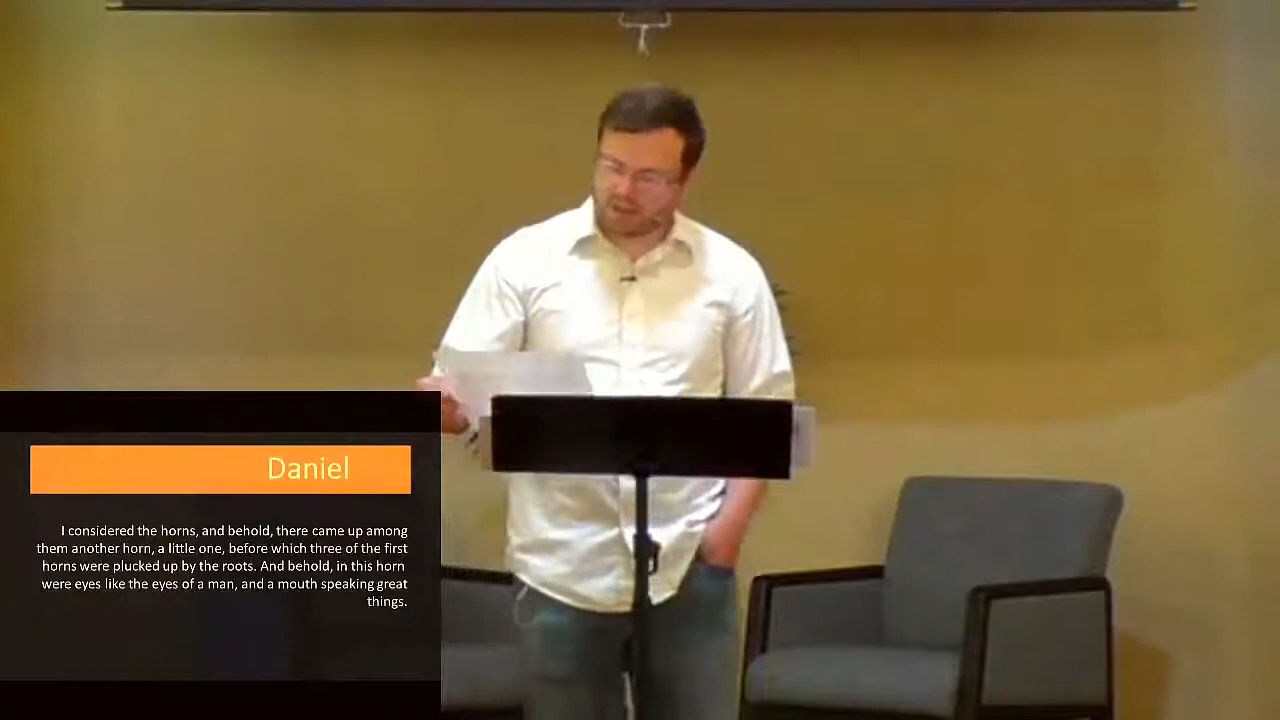 Daniel
I considered the horns, and behold, there came up among
them another horn, a little one, before which three of the first
horns were plucked up by the roots. And behold, in this horn
were eyes like the eyes of a man, and a mouth speaking great
things.